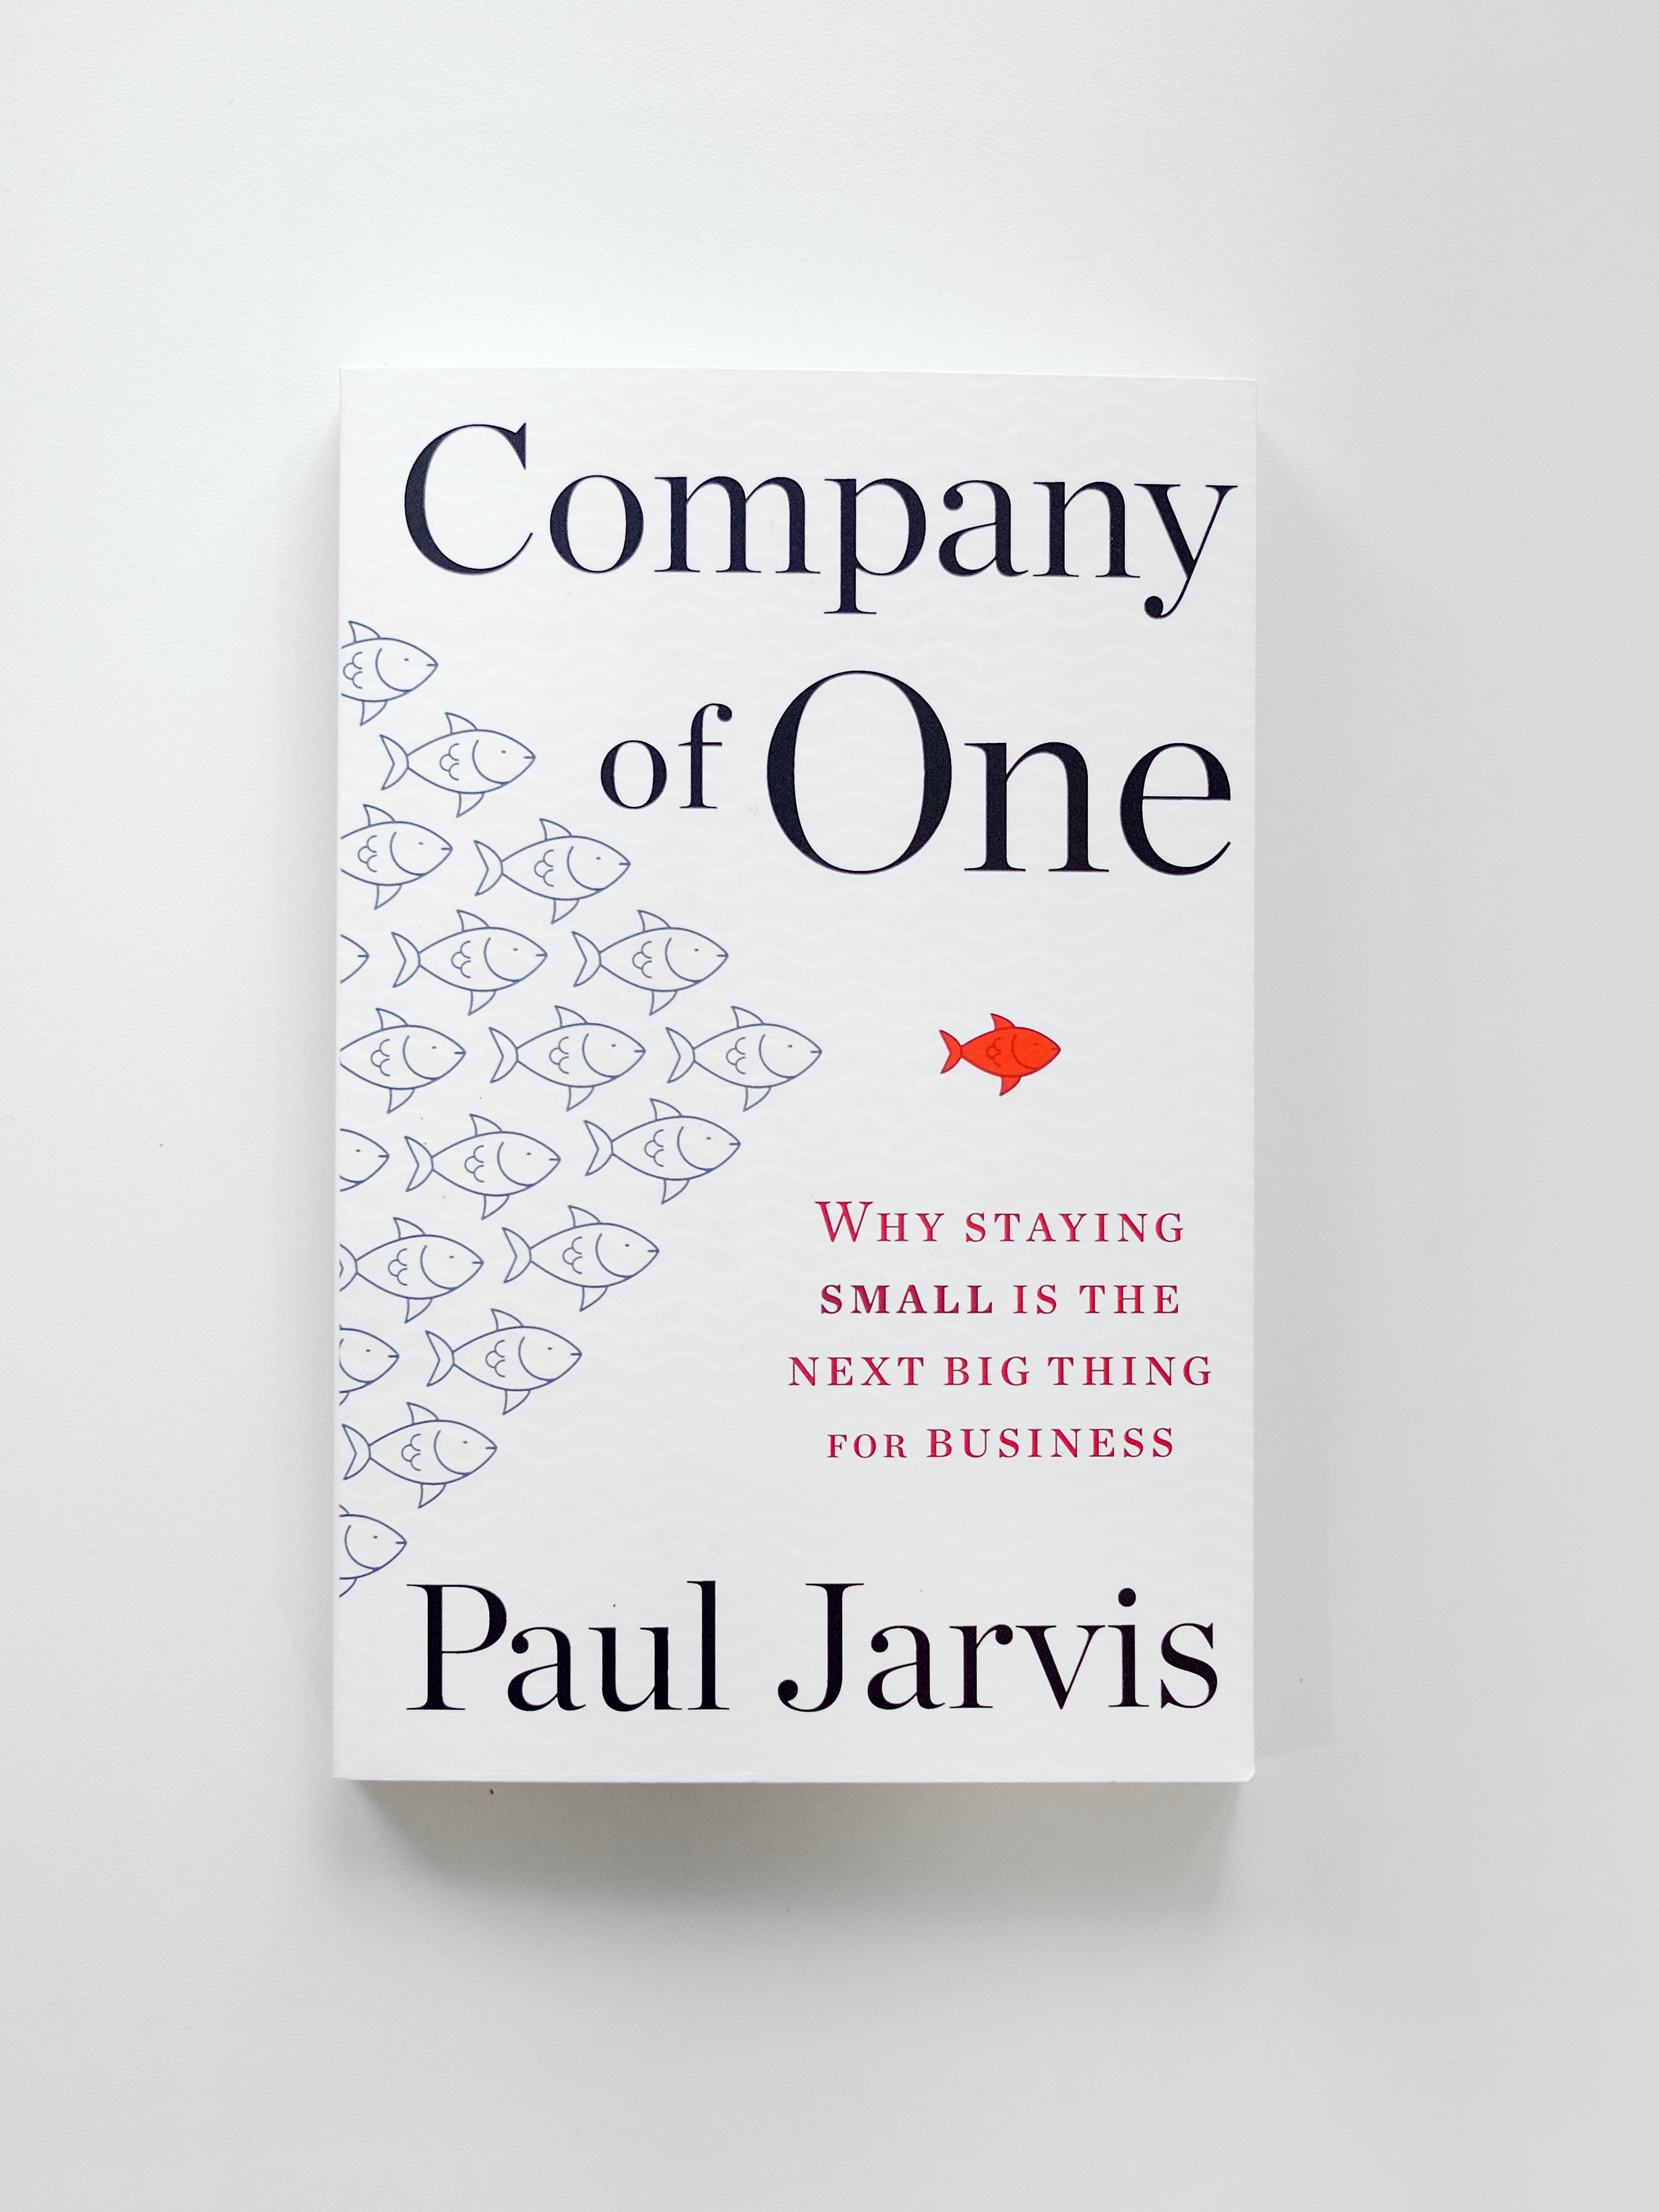 Company
of One
WHY STAYING
SMALL IS THE
NEXT BIG THING
FOR BUSINESS
Paul Jarvis